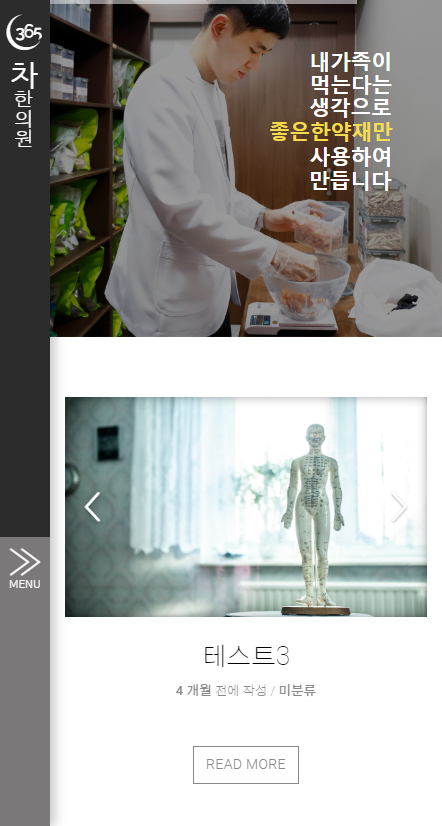 365
차
한
의
원
내가족이
먹는다는
생각으로
좋은한약재만
사용하여
만듭니다
MENU
테스트3
4 개월 전에 작성 / 미분류
READ MORE